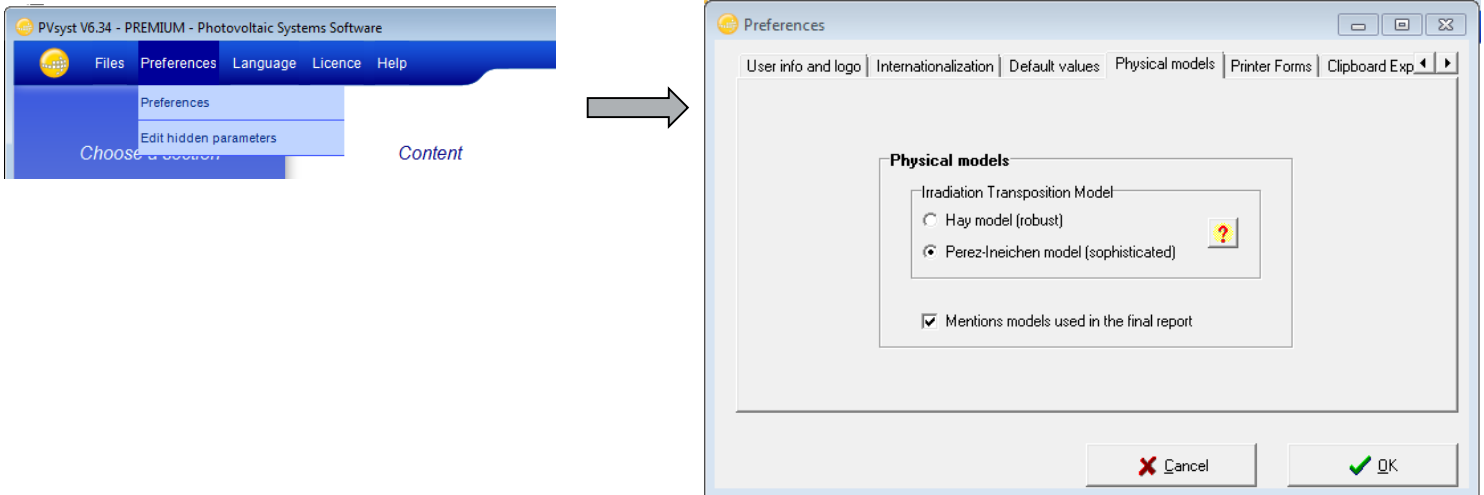 PVsyst V6.34 - PREMIUM - Photovoltaic Systems Software
Files Preferences Language Licence Help
Preferences
Edit hidden parameters
Choose a section Content
Preferences
User info and logo Internationalization Default values Physical models Printer Forms Clipboard Exp
Physical models
Irradiation Transposition Model
Hay model (robust)
?
Perez-Ineichen model (sophisticated)
Mentions models used in the final report
Cancel OK